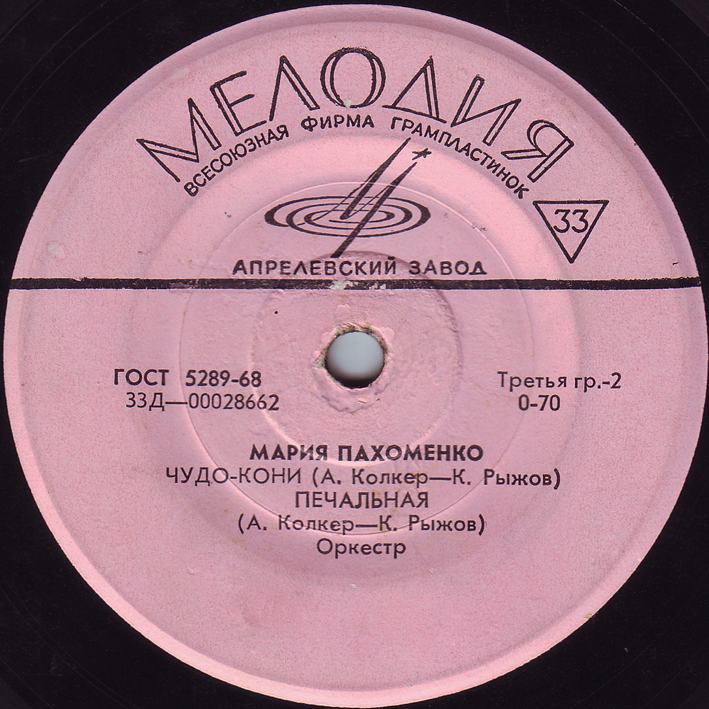 МЕЛОДИЯ
ВСЕСОЮЗНАЯ ФИРМА ГРАМПЛАСТИНОК
33
АПРЕЛЕВСКИЙ ЗАВОД
ГОСТ 5289-68
Третья гр.-2
33Д—00028662
0-70
МАРИЯ ПАХОМЕНКО
ЧУДО-КОНИ (А. Колкер—К. Рыжов)
ПЕЧАЛЬНАЯ
(А. Колкер—К. Рыжов)
Оркестр